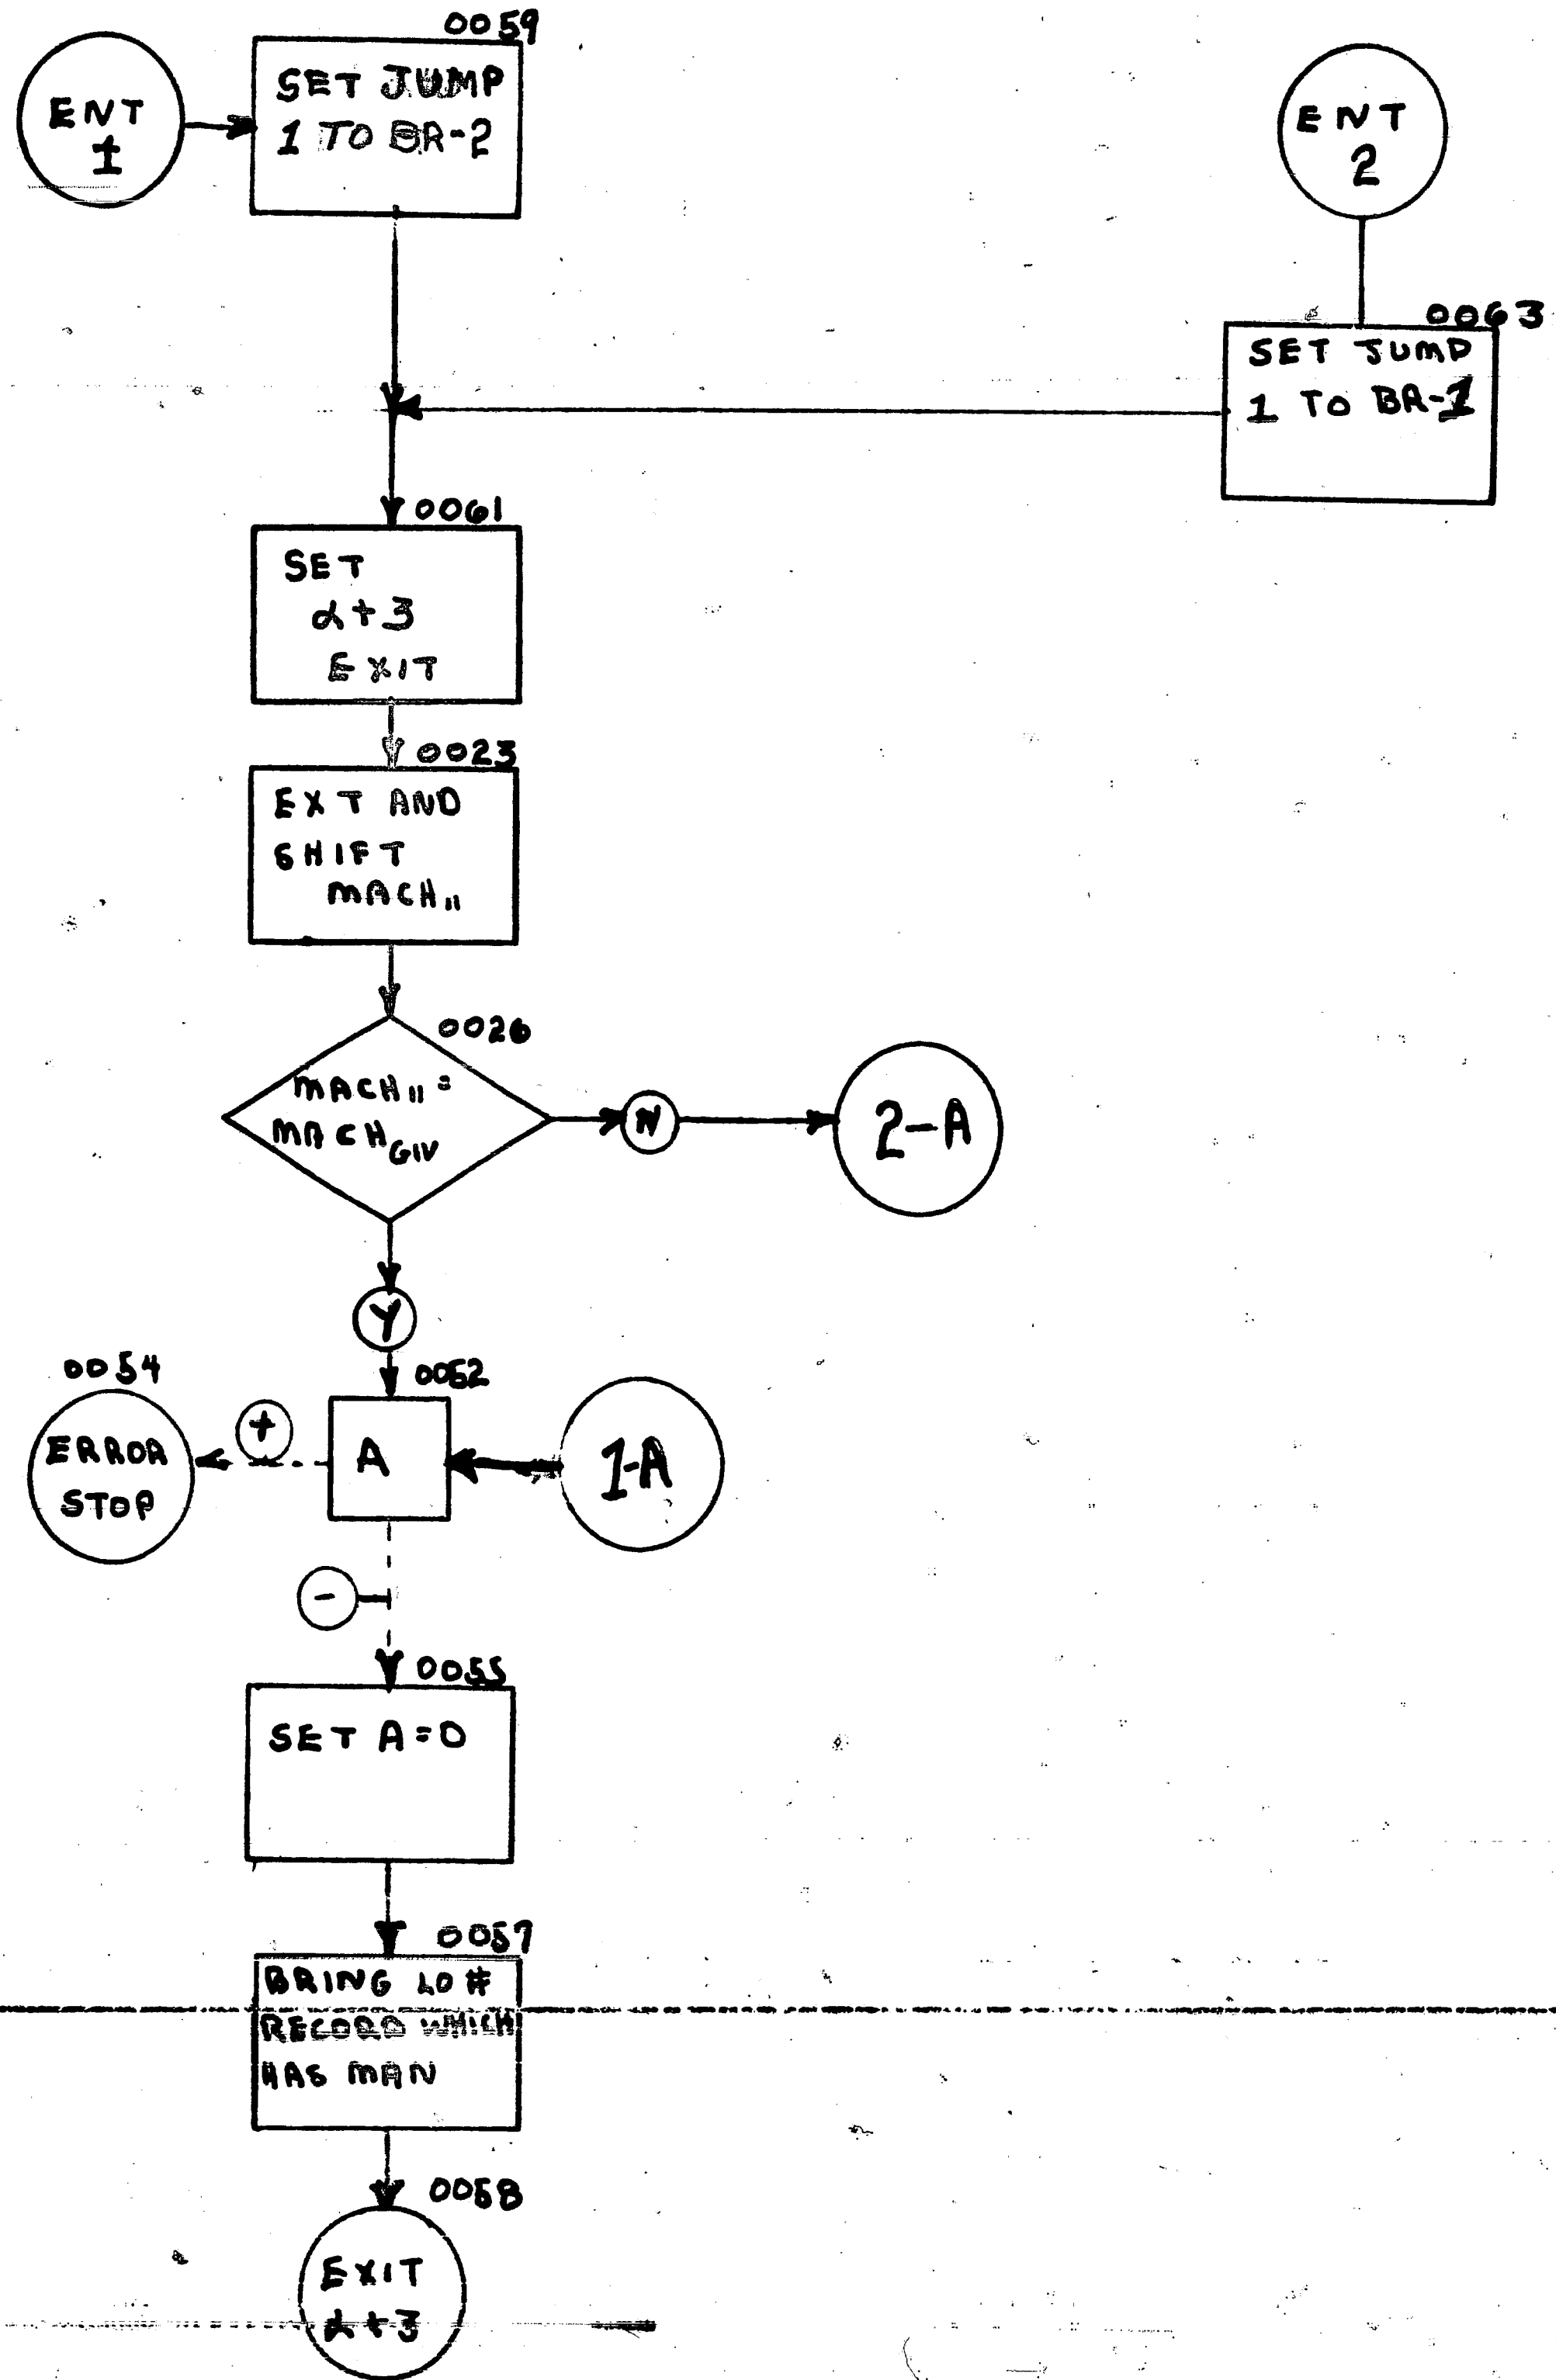 0059
ENT
1
SET JUMP
1 TO BR-2
ENT
2
0063
SET JUMP
1 TO BR-1
0061
SET
α+3
EXIT
0023
EXT AND
SHIFT
MACH₁₁
0026
MACH₁₁ =
MACH GIV
N
2-A
Y
0054
0052
ERROR
STOP
+
A
1-A
-
0055
SET A=0
0057
BRING LO #
RECORD WHICH
HAS MAN
0058
EXIT
α+3